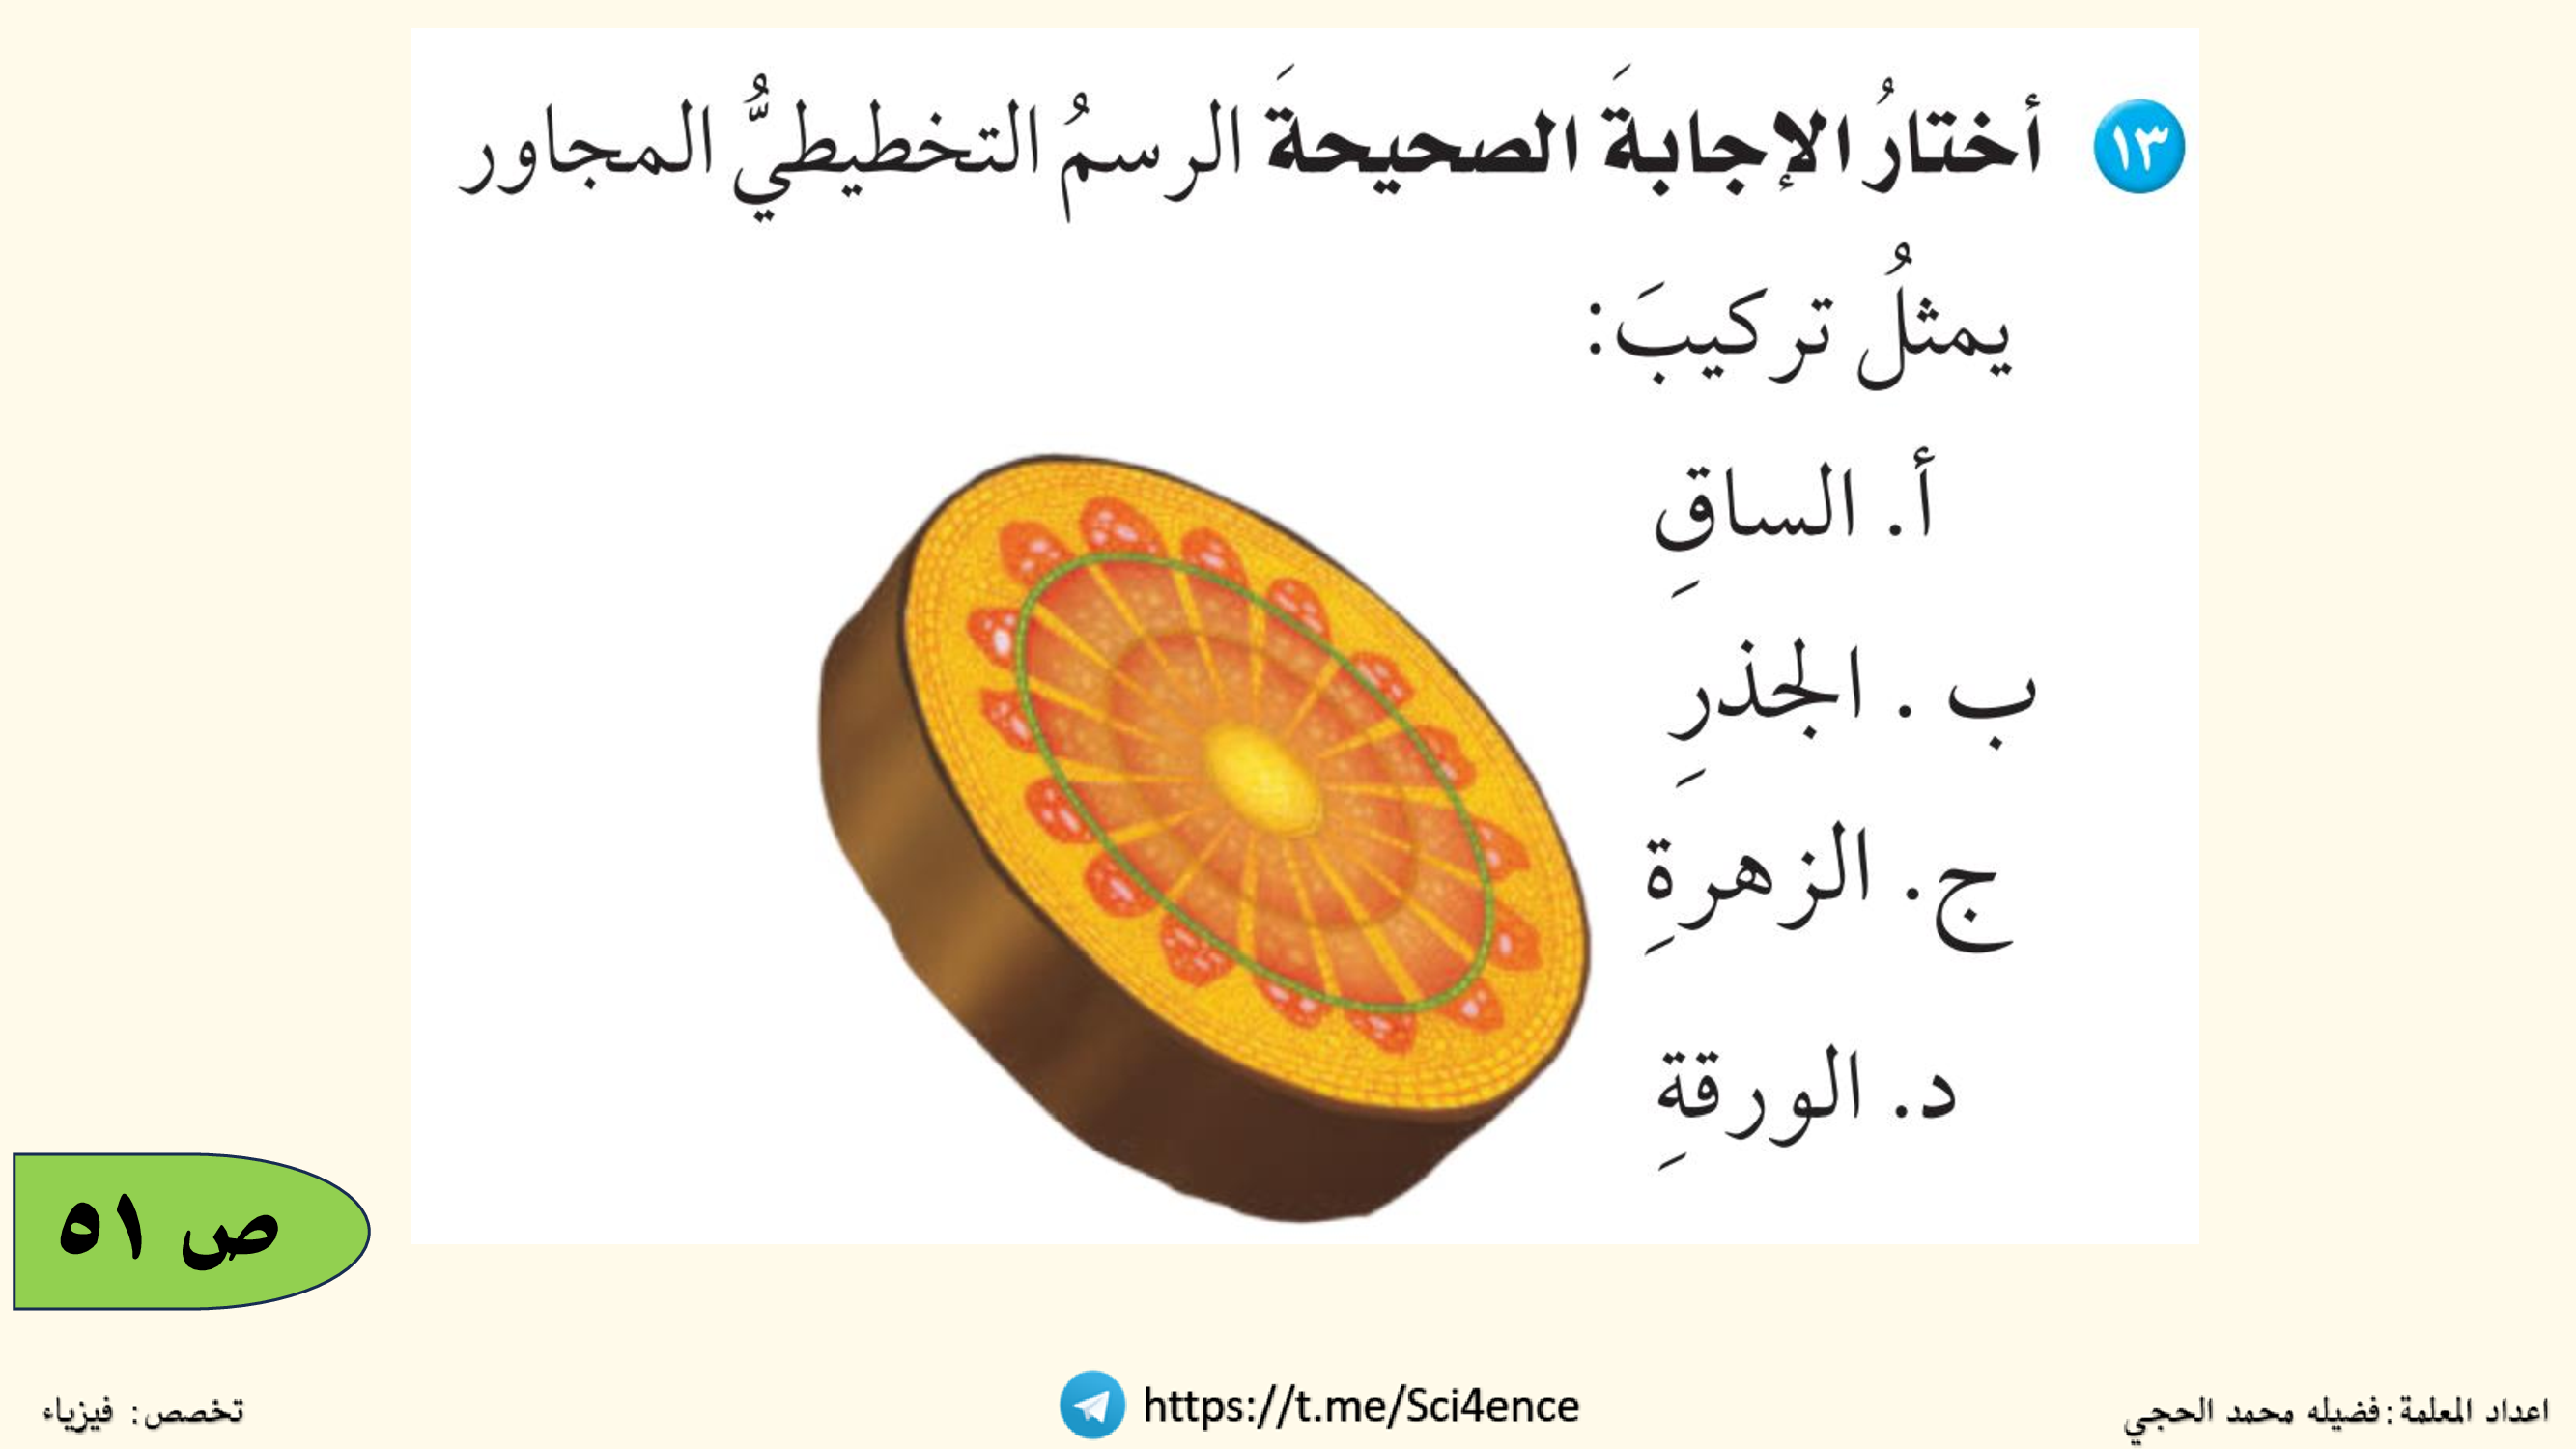 ١٣ أختارُ الإجابةَ الصحيحةَ الرسمُ التخطيطيُّ المجاور
يمثلُ تركيبَ:
أ. الساقِ
ب . الجذرِ
ج. الزهرةِ
د. الورقةِ
ص ٥١
اعداد المعلمة:فضيله محمد الحجي
https://t.me/Sci4ence
تخصص: فيزياء